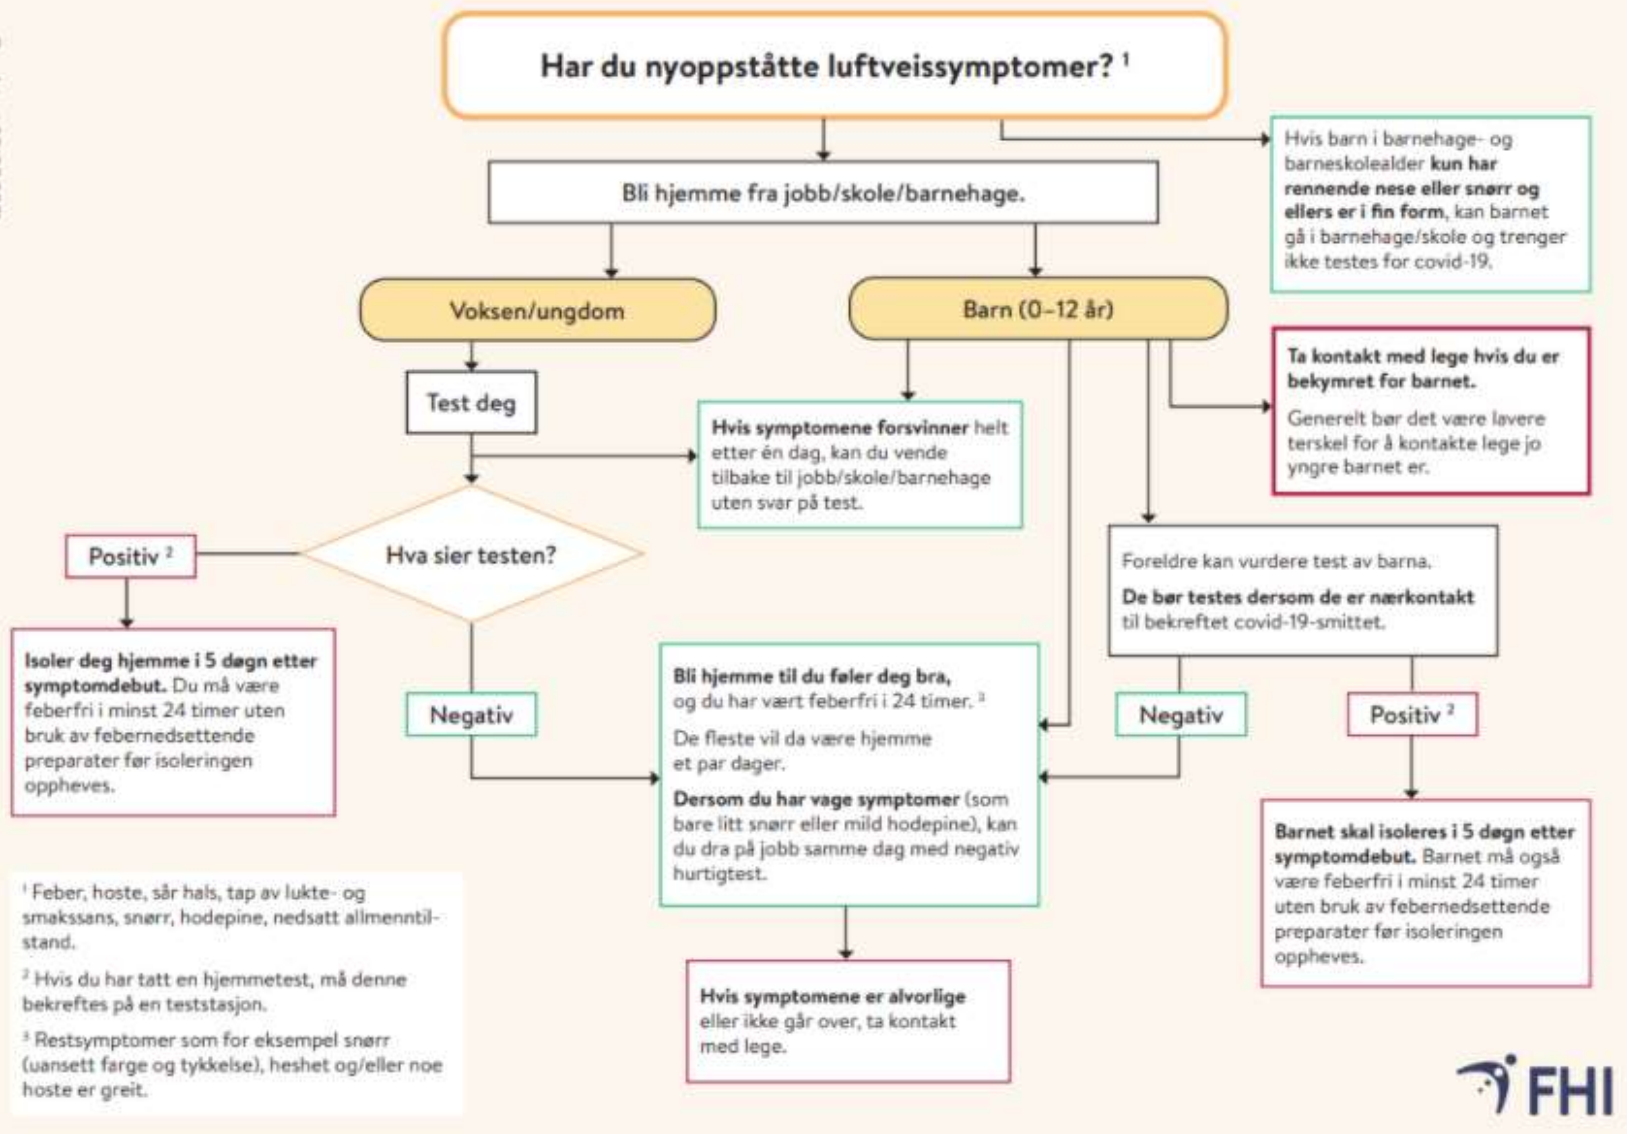 Har du nyoppståtte luftveissymptomer? ¹
Hvis barn i barnehage- og
barneskolealder kun har
rennende nese eller snørr og
ellers er i fin form, kan barnet
gå i barnehage/skole og trenger
ikke testes for covid-19.
Bli hjemme fra jobb/skole/barnehage.
Voksen/ungdom
Barn (0–12 år)
Ta kontakt med lege hvis du er
bekymret for barnet.
Generelt bør det være lavere
terskel for å kontakte lege jo
yngre barnet er.
Test deg
Hvis symptomene forsvinner helt
etter én dag, kan du vende
tilbake til jobb/skole/barnehage
uten svar på test.
Hva sier testen?
Positiv ²
Foreldre kan vurdere test av barna.
De bør testes dersom de er nærkontakt
til bekreftet covid-19-smittet.
Isoler deg hjemme i 5 døgn etter
symptomdebut. Du må være
feberfri i minst 24 timer uten
bruk av febernedsettende
preparater før isoleringen
oppheves.
Negativ
Bli hjemme til du føler deg bra,
og du har vært feberfri i 24 timer. ³
De fleste vil da være hjemme
et par dager.
Dersom du har vage symptomer (som
bare litt snørr eller mild hodepine), kan
du dra på jobb samme dag med negativ
hurtigtest.
Negativ
Positiv ²
Barnet skal isoleres i 5 døgn etter
symptomdebut. Barnet må også
være feberfri i minst 24 timer
uten bruk av febernedsettende
preparater før isoleringen
oppheves.
Hvis symptomene er alvorlige
eller ikke går over, ta kontakt
med lege.
¹ Feber, hoste, sår hals, tap av lukte- og
smakssans, snørr, hodepine, nedsatt allmenntil-
stand.
² Hvis du har tatt en hjemmetest, må denne
bekreftes på en teststasjon.
³ Restsymptomer som for eksempel snørr
(uansett farge og tykkelse), heshet og/eller noe
hoste er greit.
FHI